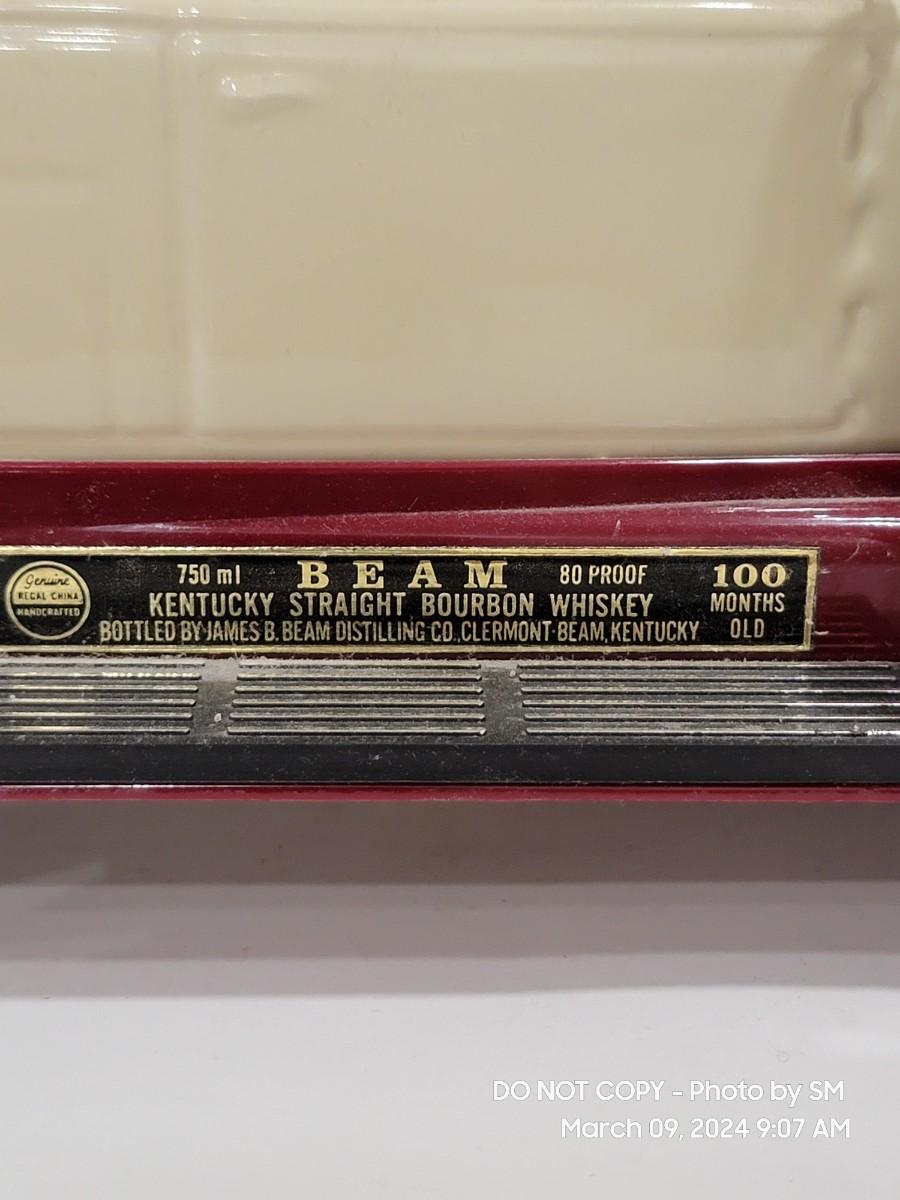 Genuine
REGAL CHINA
HANDCRAFTED
750 ml BEAM 80 PROOF
KENTUCKY STRAIGHT BOURBON WHISKEY
BOTTLED BY JAMES B. BEAM DISTILLING CO., CLERMONT·BEAM, KENTUCKY
100
MONTHS
OLD
DO NOT COPY - Photo by SM
March 09, 2024 9:07 AM